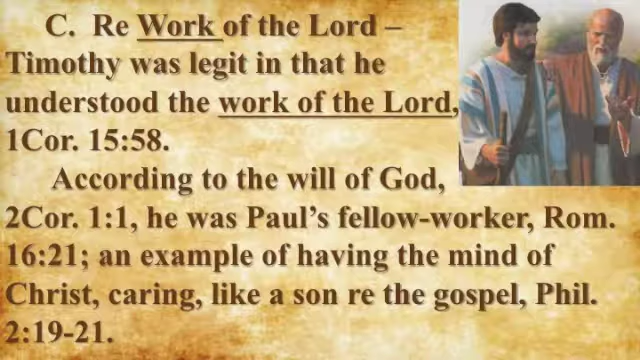 C. Re Work of the Lord –
Timothy was legit in that he
understood the work of the Lord,
1Cor. 15:58.
According to the will of God,
2Cor. 1:1, he was Paul’s fellow-worker, Rom.
16:21; an example of having the mind of
Christ, caring, like a son re the gospel, Phil.
2:19-21.